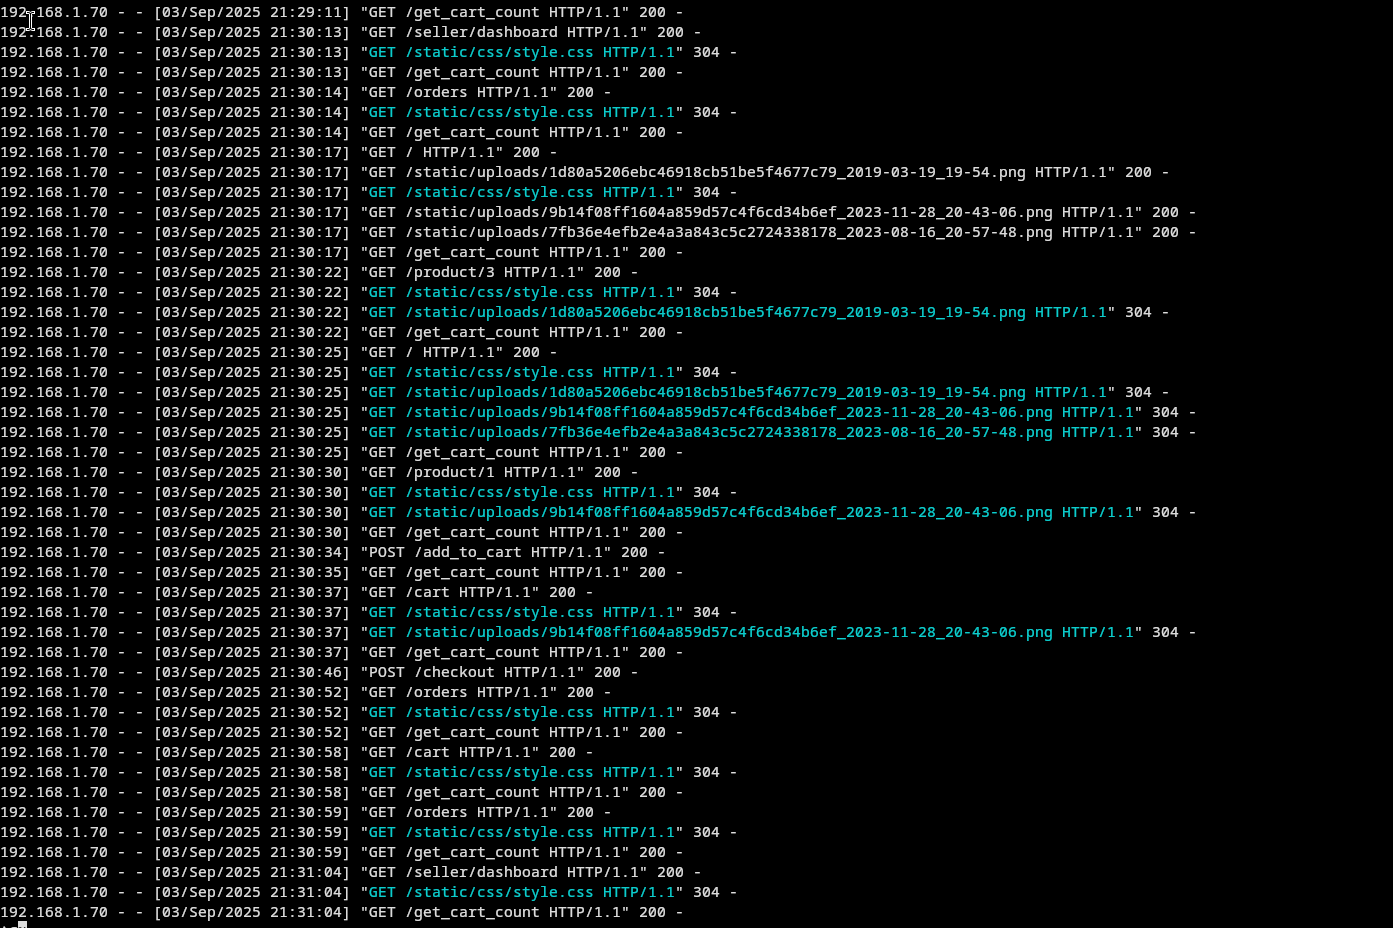 192.168.1.70 - - [03/Sep/2025 21:29:11] "GET /get_cart_count HTTP/1.1" 200 -
192.168.1.70 - - [03/Sep/2025 21:30:13] "GET /seller/dashboard HTTP/1.1" 200 -
192.168.1.70 - - [03/Sep/2025 21:30:13] "GET /static/css/style.css HTTP/1.1" 304 -
192.168.1.70 - - [03/Sep/2025 21:30:13] "GET /get_cart_count HTTP/1.1" 200 -
192.168.1.70 - - [03/Sep/2025 21:30:14] "GET /orders HTTP/1.1" 200 -
192.168.1.70 - - [03/Sep/2025 21:30:14] "GET /static/css/style.css HTTP/1.1" 304 -
192.168.1.70 - - [03/Sep/2025 21:30:14] "GET /get_cart_count HTTP/1.1" 200 -
192.168.1.70 - - [03/Sep/2025 21:30:17] "GET / HTTP/1.1" 200 -
192.168.1.70 - - [03/Sep/2025 21:30:17] "GET /static/uploads/1d80a5206ebc46918cb51be5f4677c79_2019-03-19_19-54.png HTTP/1.1" 200 -
192.168.1.70 - - [03/Sep/2025 21:30:17] "GET /static/css/style.css HTTP/1.1" 304 -
192.168.1.70 - - [03/Sep/2025 21:30:17] "GET /static/uploads/9b14f08ff1604a859d57c4f6cd34b6ef_2023-11-28_20-43-06.png HTTP/1.1" 200 -
192.168.1.70 - - [03/Sep/2025 21:30:17] "GET /static/uploads/7fb36e4efb2e4a3a843c5c2724338178_2023-08-16_20-57-48.png HTTP/1.1" 200 -
192.168.1.70 - - [03/Sep/2025 21:30:17] "GET /get_cart_count HTTP/1.1" 200 -
192.168.1.70 - - [03/Sep/2025 21:30:22] "GET /product/3 HTTP/1.1" 200 -
192.168.1.70 - - [03/Sep/2025 21:30:22] "GET /static/css/style.css HTTP/1.1" 304 -
192.168.1.70 - - [03/Sep/2025 21:30:22] "GET /static/uploads/1d80a5206ebc46918cb51be5f4677c79_2019-03-19_19-54.png HTTP/1.1" 304 -
192.168.1.70 - - [03/Sep/2025 21:30:22] "GET /get_cart_count HTTP/1.1" 200 -
192.168.1.70 - - [03/Sep/2025 21:30:25] "GET / HTTP/1.1" 200 -
192.168.1.70 - - [03/Sep/2025 21:30:25] "GET /static/css/style.css HTTP/1.1" 304 -
192.168.1.70 - - [03/Sep/2025 21:30:25] "GET /static/uploads/1d80a5206ebc46918cb51be5f4677c79_2019-03-19_19-54.png HTTP/1.1" 304 -
192.168.1.70 - - [03/Sep/2025 21:30:25] "GET /static/uploads/9b14f08ff1604a859d57c4f6cd34b6ef_2023-11-28_20-43-06.png HTTP/1.1" 304 -
192.168.1.70 - - [03/Sep/2025 21:30:25] "GET /static/uploads/7fb36e4efb2e4a3a843c5c2724338178_2023-08-16_20-57-48.png HTTP/1.1" 304 -
192.168.1.70 - - [03/Sep/2025 21:30:25] "GET /get_cart_count HTTP/1.1" 200 -
192.168.1.70 - - [03/Sep/2025 21:30:30] "GET /product/1 HTTP/1.1" 200 -
192.168.1.70 - - [03/Sep/2025 21:30:30] "GET /static/css/style.css HTTP/1.1" 304 -
192.168.1.70 - - [03/Sep/2025 21:30:30] "GET /static/uploads/9b14f08ff1604a859d57c4f6cd34b6ef_2023-11-28_20-43-06.png HTTP/1.1" 304 -
192.168.1.70 - - [03/Sep/2025 21:30:30] "GET /get_cart_count HTTP/1.1" 200 -
192.168.1.70 - - [03/Sep/2025 21:30:34] "POST /add_to_cart HTTP/1.1" 200 -
192.168.1.70 - - [03/Sep/2025 21:30:35] "GET /get_cart_count HTTP/1.1" 200 -
192.168.1.70 - - [03/Sep/2025 21:30:37] "GET /cart HTTP/1.1" 200 -
192.168.1.70 - - [03/Sep/2025 21:30:37] "GET /static/css/style.css HTTP/1.1" 304 -
192.168.1.70 - - [03/Sep/2025 21:30:37] "GET /static/uploads/9b14f08ff1604a859d57c4f6cd34b6ef_2023-11-28_20-43-06.png HTTP/1.1" 304 -
192.168.1.70 - - [03/Sep/2025 21:30:37] "GET /get_cart_count HTTP/1.1" 200 -
192.168.1.70 - - [03/Sep/2025 21:30:46] "POST /checkout HTTP/1.1" 200 -
192.168.1.70 - - [03/Sep/2025 21:30:52] "GET /orders HTTP/1.1" 200 -
192.168.1.70 - - [03/Sep/2025 21:30:52] "GET /static/css/style.css HTTP/1.1" 304 -
192.168.1.70 - - [03/Sep/2025 21:30:52] "GET /get_cart_count HTTP/1.1" 200 -
192.168.1.70 - - [03/Sep/2025 21:30:58] "GET /cart HTTP/1.1" 200 -
192.168.1.70 - - [03/Sep/2025 21:30:58] "GET /static/css/style.css HTTP/1.1" 304 -
192.168.1.70 - - [03/Sep/2025 21:30:58] "GET /get_cart_count HTTP/1.1" 200 -
192.168.1.70 - - [03/Sep/2025 21:30:59] "GET /orders HTTP/1.1" 200 -
192.168.1.70 - - [03/Sep/2025 21:30:59] "GET /static/css/style.css HTTP/1.1" 304 -
192.168.1.70 - - [03/Sep/2025 21:30:59] "GET /get_cart_count HTTP/1.1" 200 -
192.168.1.70 - - [03/Sep/2025 21:31:04] "GET /seller/dashboard HTTP/1.1" 200 -
192.168.1.70 - - [03/Sep/2025 21:31:04] "GET /static/css/style.css HTTP/1.1" 304 -
192.168.1.70 - - [03/Sep/2025 21:31:04] "GET /get_cart_count HTTP/1.1" 200 -